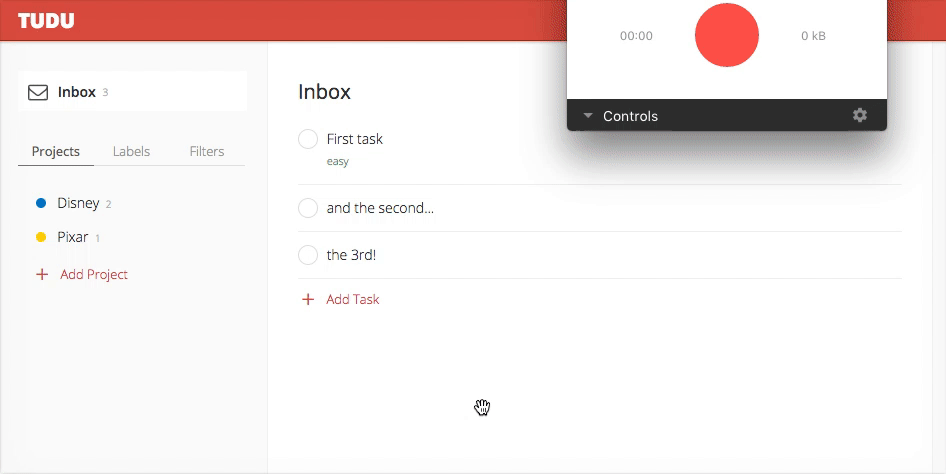 TUDU
00:00
0 kB
Controls
Inbox 3
Projects
Labels
Filters
Disney 2
Pixar 1
+ Add Project
Inbox
First task
easy
and the second...
the 3rd!
+ Add Task